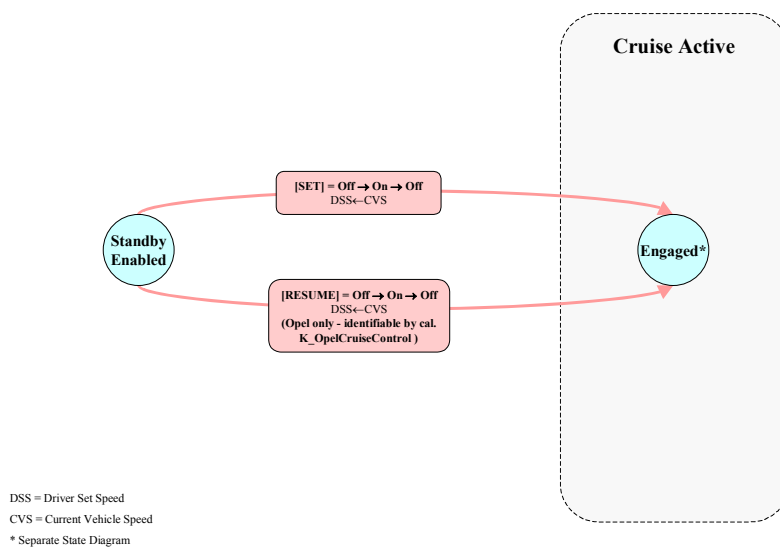 Cruise Active
[SET] = Off → On → Off
DSS←CVS
Standby
Enabled
Engaged*
[RESUME] = Off → On → Off
DSS←CVS
(Opel only - identifiable by cal.
K_OpelCruiseControl )
DSS = Driver Set Speed
CVS = Current Vehicle Speed
* Separate State Diagram